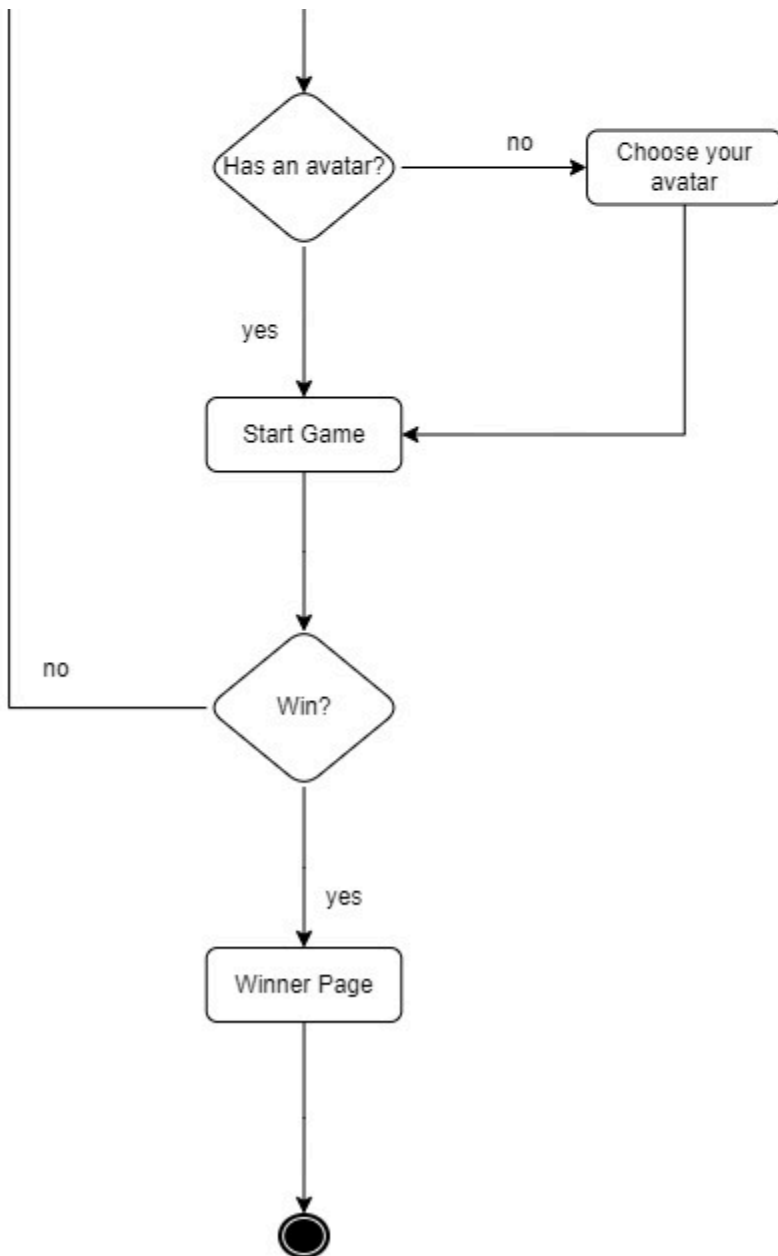 Has an avatar?
no
Choose your
avatar
yes
Start Game
no
Win?
yes
Winner Page